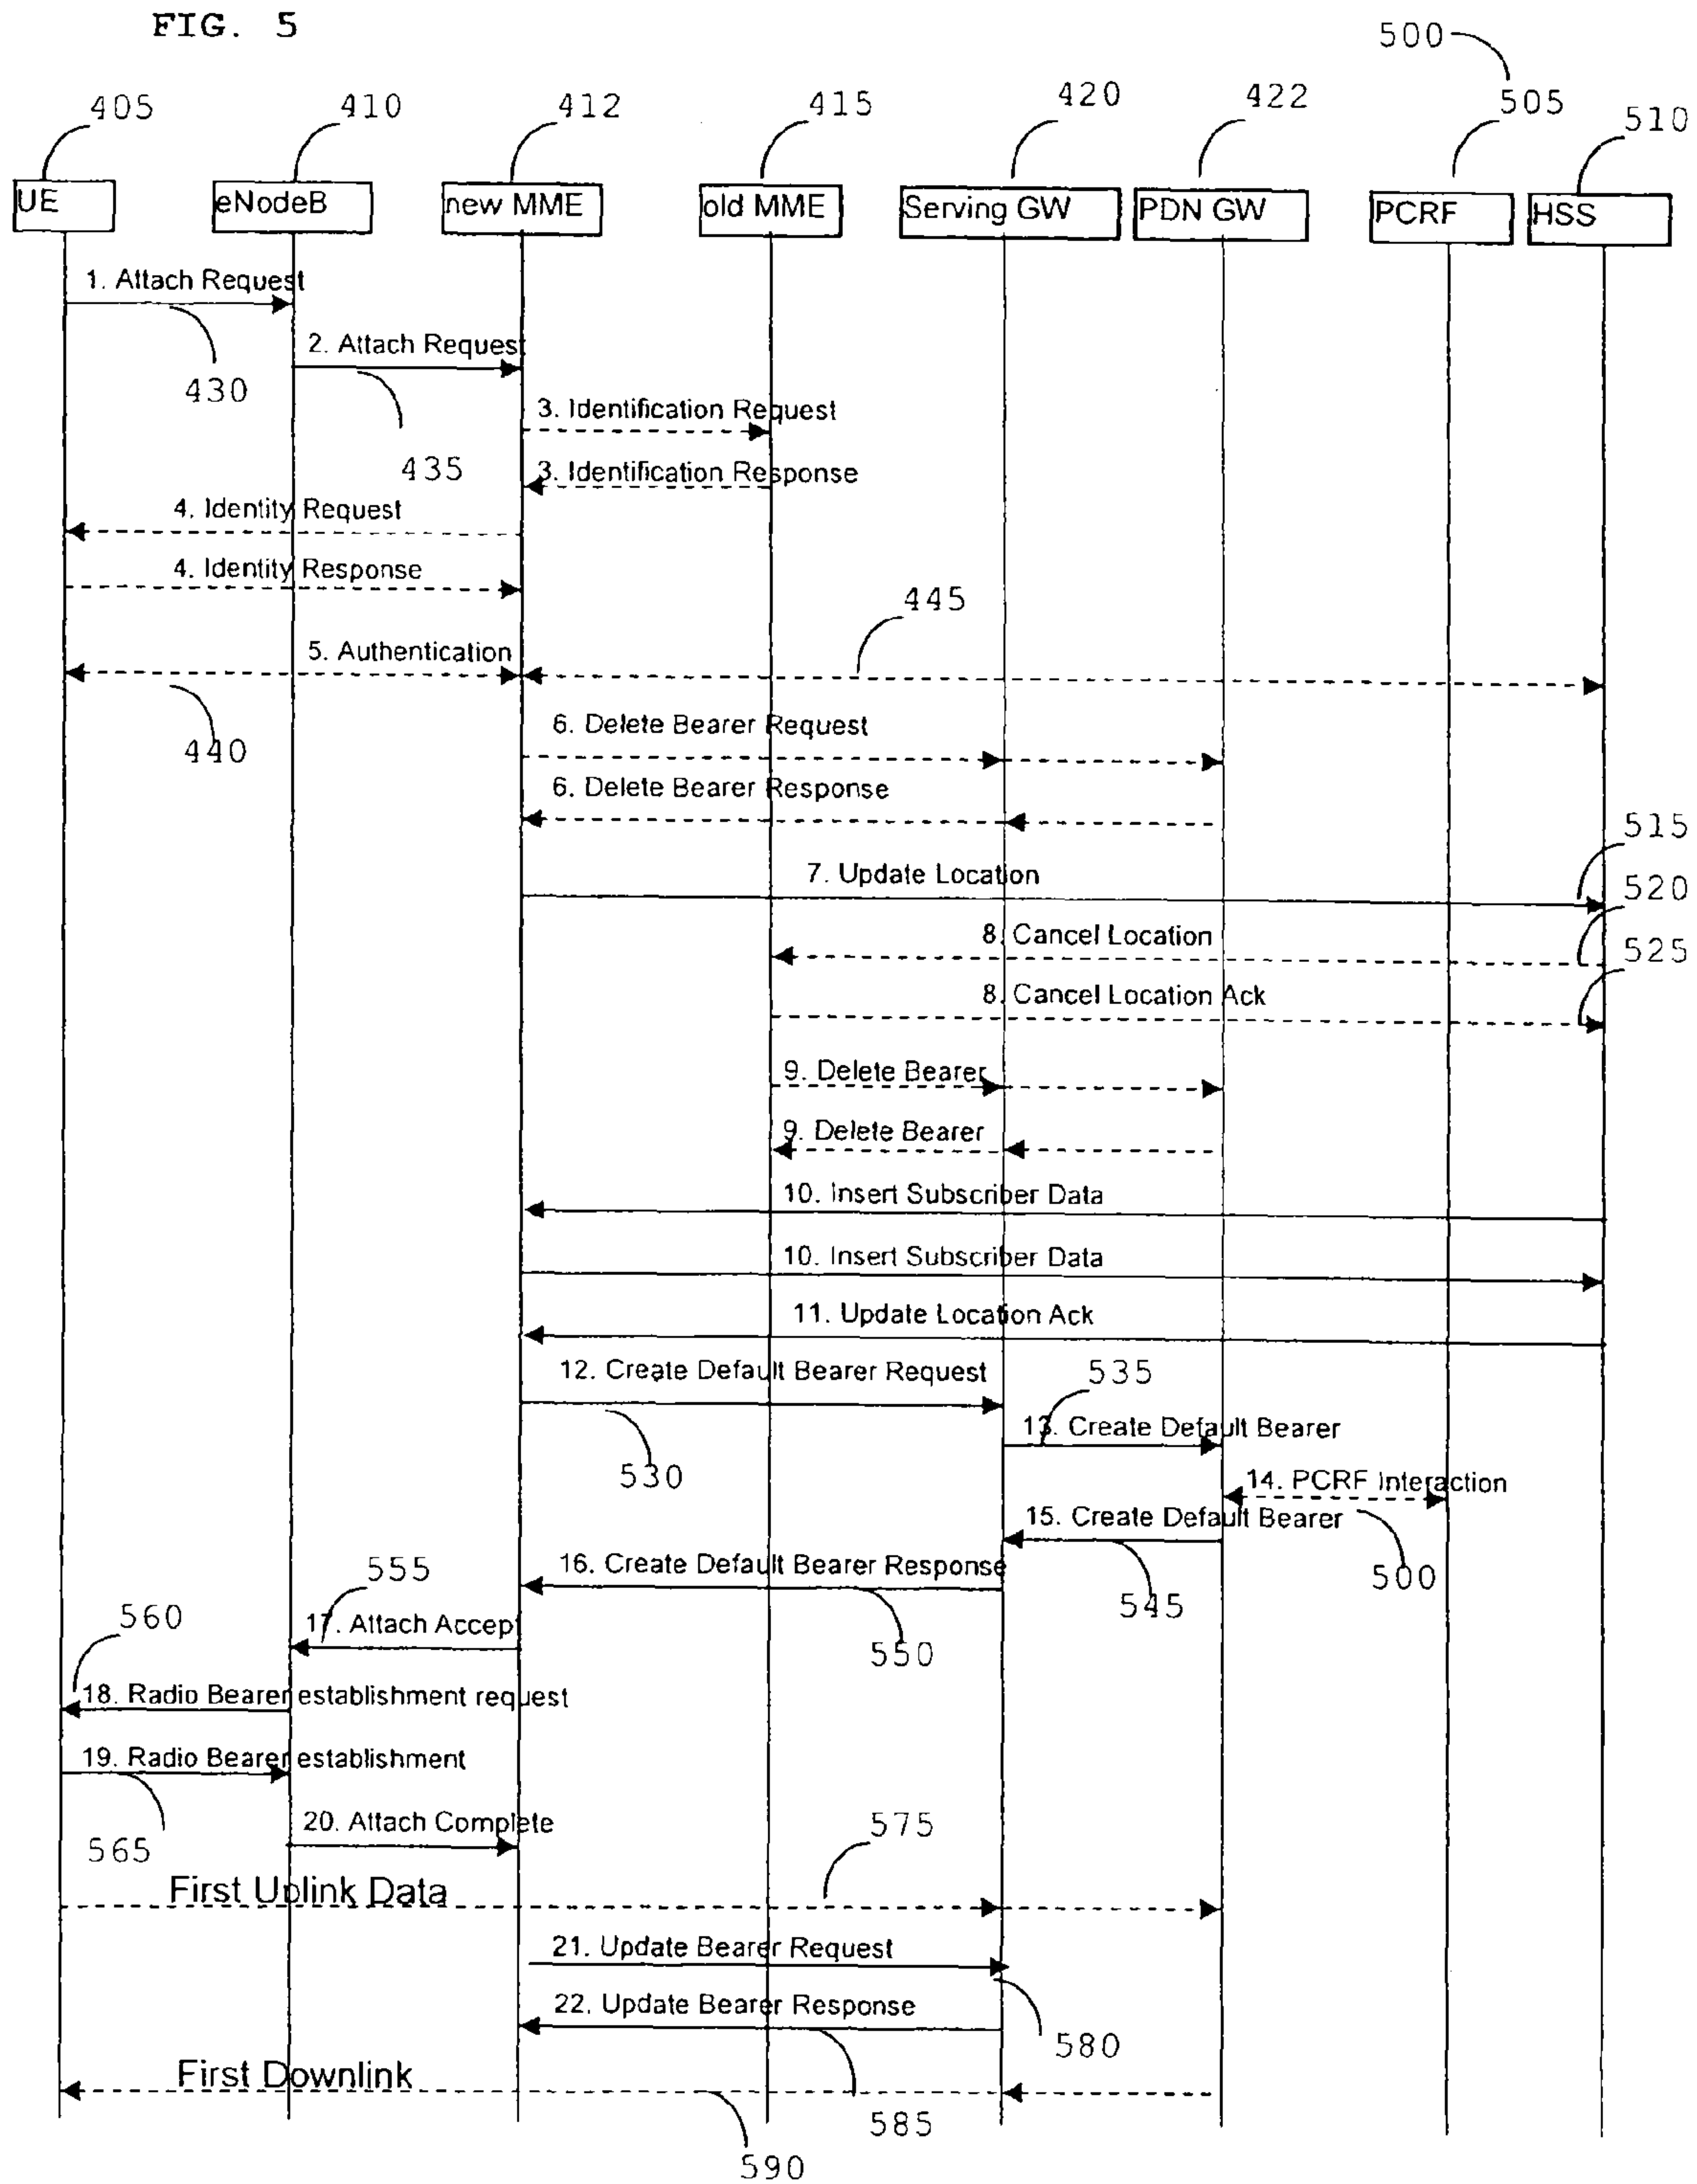 FIG. 5
500
405
410
412
415
420
422
505
510
UE
eNodeB
new MME
old MME
Serving GW
PDN GW
PCRF
HSS
1. Attach Request
430
2. Attach Request
435
3. Identification Request
3. Identification Response
4. Identity Request
4. Identity Response
445
5. Authentication
440
6. Delete Bearer Request
6. Delete Bearer Response
515
7. Update Location
520
8. Cancel Location
525
8. Cancel Location Ack
9. Delete Bearer
9. Delete Bearer
10. Insert Subscriber Data
10. Insert Subscriber Data
11. Update Location Ack
12. Create Default Bearer Request
535
530
13. Create Default Bearer
14. PCRF Interaction
500
15. Create Default Bearer
545
16. Create Default Bearer Response
550
555
17. Attach Accept
560
18. Radio Bearer establishment request
19. Radio Bearer establishment
565
20. Attach Complete
575
First Uplink Data
21. Update Bearer Request
580
22. Update Bearer Response
585
First Downlink
590